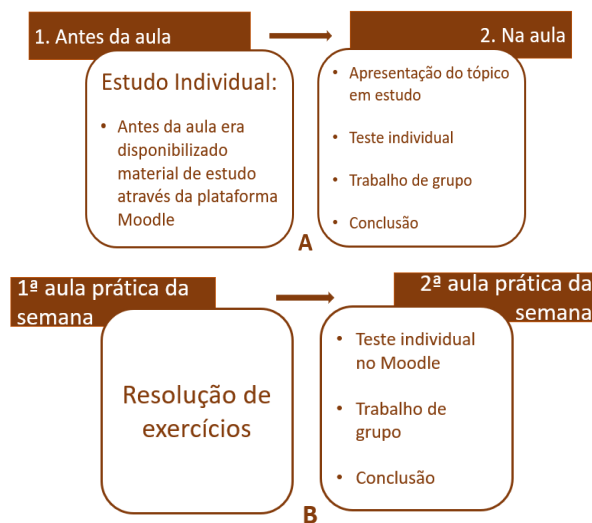 1. Antes da aula
2. Na aula
Estudo Individual:
• Antes da aula era
disponibilizado
material de estudo
através da plataforma
Moodle
• Apresentação do tópico
em estudo
• Teste individual
• Trabalho de grupo
• Conclusão
A
1ª aula prática da
semana
2ª aula prática da
semana
Resolução de
exercícios
• Teste individual
no Moodle
• Trabalho de
grupo
• Conclusão
B